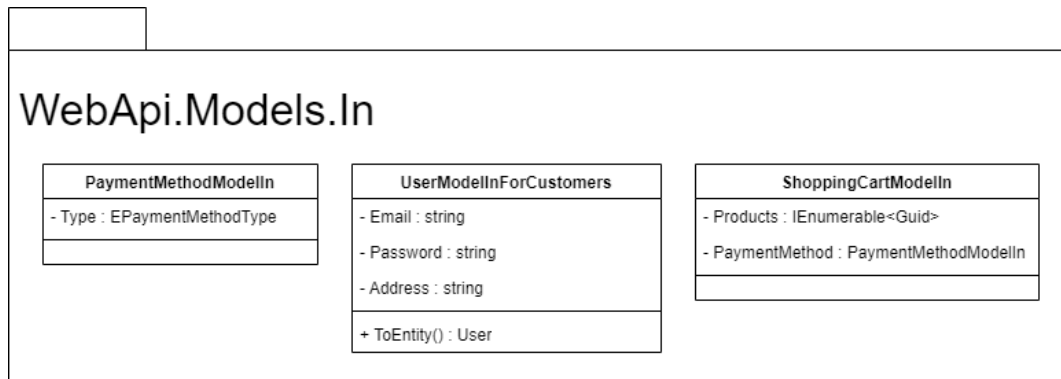 WebApi.Models.In
PaymentMethodModelIn
- Type : EPaymentMethodType
UserModelInForCustomers
- Email : string
- Password : string
- Address : string
+ ToEntity() : User
ShoppingCartModelIn
- Products : IEnumerable<Guid>
- PaymentMethod : PaymentMethodModelIn